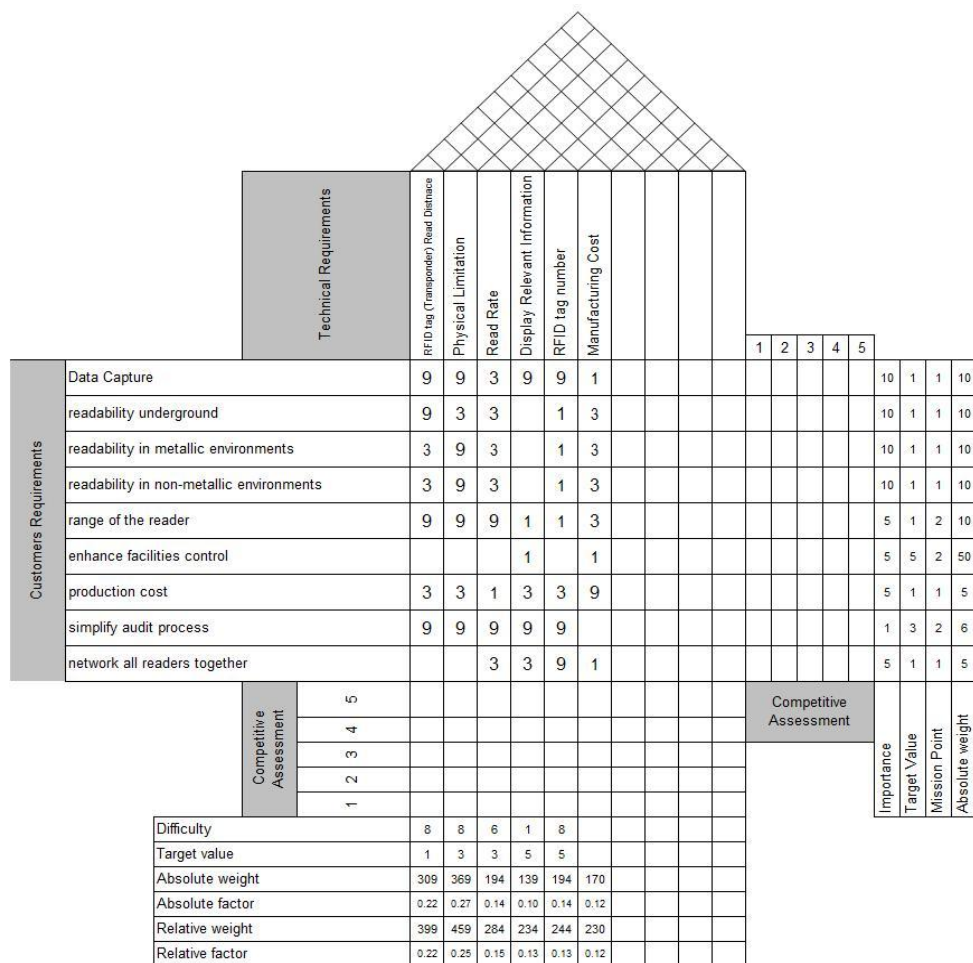 Technical Requirements
RFID tag (Transponder) Read Distnace
Physical Limitation
Read Rate
Display Relevant Information
RFID tag number
Manufacturing Cost
1 2 3 4 5
Customers Requirements
Data Capture 9 9 3 9 9 1 10 1 1 10
readability underground 9 3 3 1 3 10 1 1 10
readability in metallic environments 3 9 3 1 3 10 1 1 10
readability in non-metallic environments 3 9 3 1 3 10 1 1 10
range of the reader 9 9 9 1 1 3 5 1 2 10
enhance facilities control 1 1 5 5 2 50
production cost 3 3 1 3 3 9 5 1 1 5
simplify audit process 9 9 9 9 9 1 3 2 6
network all readers together 3 3 9 1 5 1 1 5
Competitive
Assessment
5
4
3
2
1
Competitive
Assessment
Importance
Target Value
Mission Point
Absolute weight
Difficulty 8 8 6 1 8
Target value 1 3 3 5 5
Absolute weight 309 369 194 139 194 170
Absolute factor 0.22 0.27 0.14 0.10 0.14 0.12
Relative weight 399 459 284 234 244 230
Relative factor 0.22 0.25 0.15 0.13 0.13 0.12